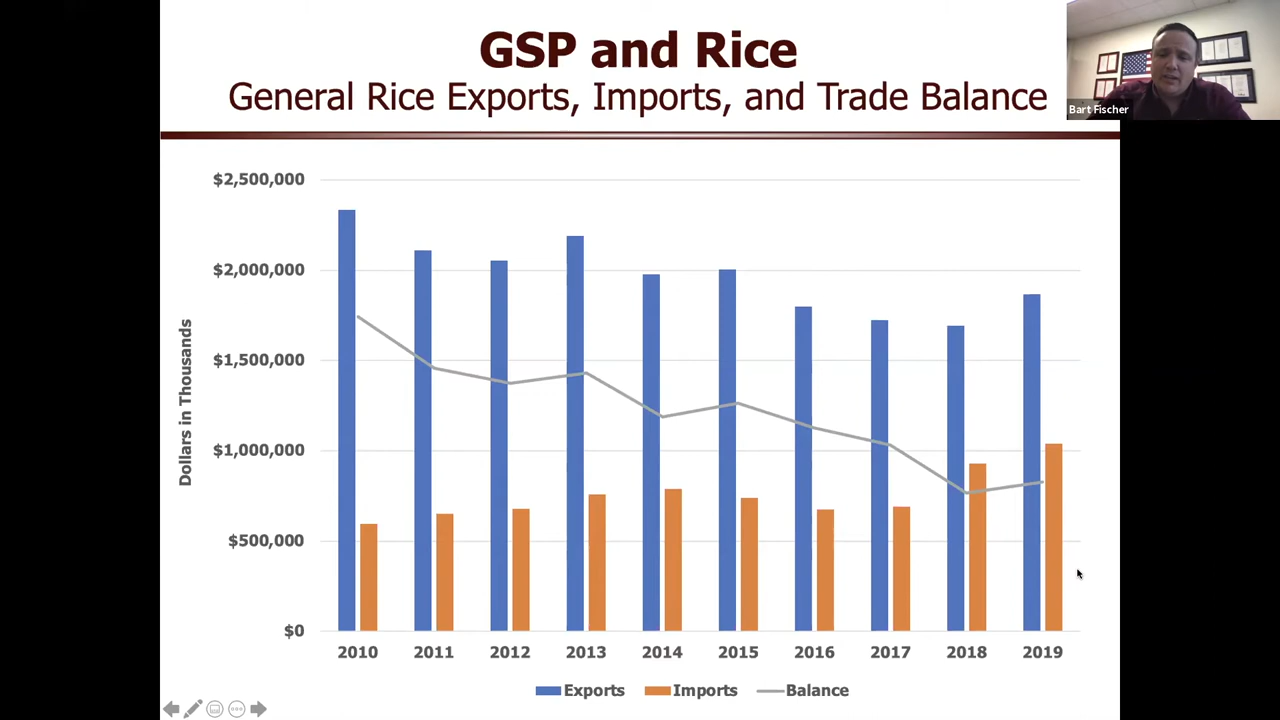 GSP and Rice
General Rice Exports, Imports, and Trade Balance
Bart Fischer
$2,500,000
$2,000,000
$1,500,000
$1,000,000
$500,000
$0
Dollars in Thousands
2010 2011 2012 2013 2014 2015 2016 2017 2018 2019
Exports Imports Balance